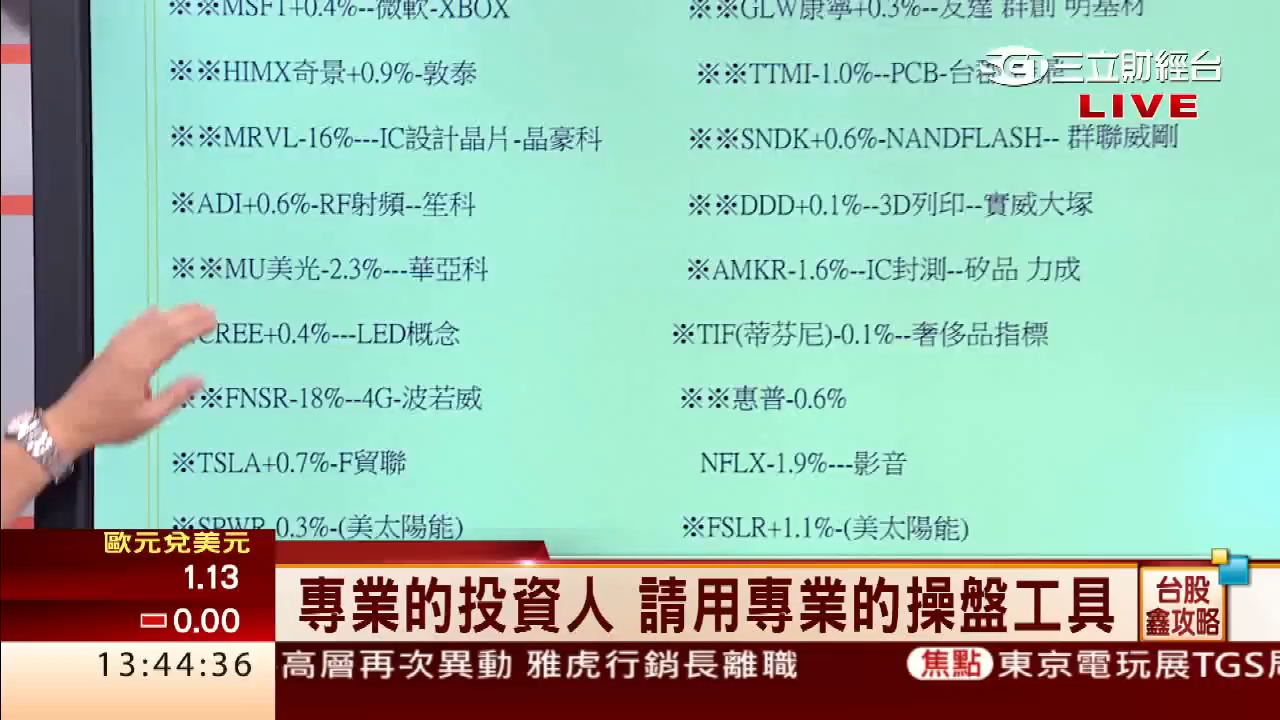 ※※MSFT+0.4%--微軟-XBOX
※※GLW康寧+0.3%--友達 群創 明基材
※※HIMX奇景+0.9%-敦泰
※※TTMI-1.0%--PCB-台
三立財經台
LIVE
※※MRVL-16%---IC設計晶片-晶豪科
※※SNDK+0.6%-NANDFLASH-- 群聯威剛
※ADI+0.6%-RF射頻--笙科
※※DDD+0.1%--3D列印--實威大塚
※※MU美光-2.3%---華亞科
※AMKR-1.6%--IC封測--矽品 力成
CREE+0.4%---LED概念
※TIF(蒂芬尼)-0.1%--奢侈品指標
※※FNSR-18%--4G-波若威
※※惠普-0.6%
※TSLA+0.7%-F貿聯
NFLX-1.9%---影音
※SPWR-0.3%-(美太陽能)
※FSLR+1.1%-(美太陽能)
歐元兌美元
1.13
0.00
專業的投資人 請用專業的操盤工具
台股
鑫攻略
13:44:36
高層再次異動 雅虎行銷長離職
焦點 東京電玩展TGS